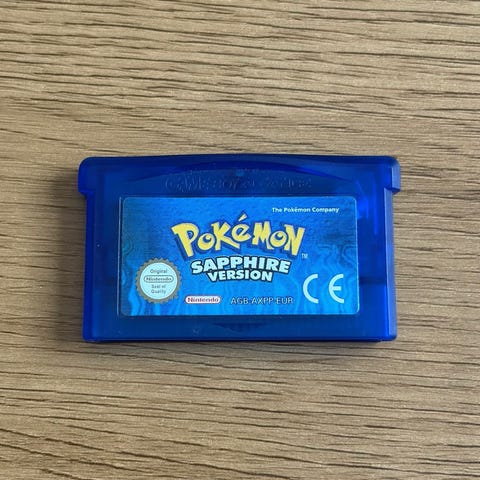 GAME BOY ADVANCE
The Pokémon Company
POKéMON
TM
SAPPHIRE
VERSION
Original
Nintendo
Seal of
Quality
Nintendo
AGB-AXPP-EUR
CE